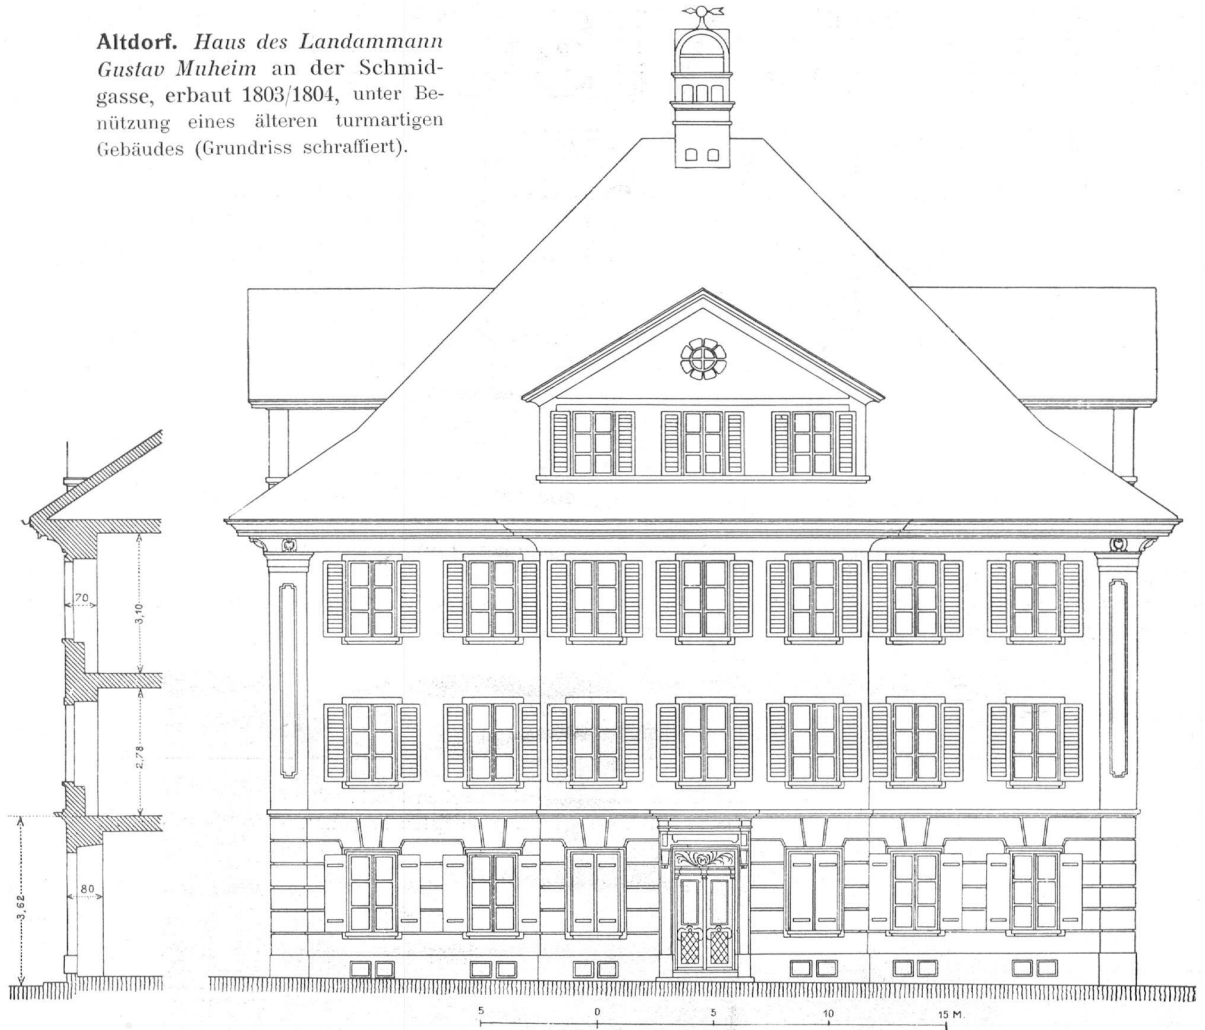 Altdorf. Haus des Landammann
Gustav Muheim an der Schmid-
gasse, erbaut 1803/1804, unter Be-
nützung eines älteren turmartigen
Gebäudes (Grundriss schraffiert).
70
3,10
2,78
80
3,62
5 0 5 10 15 M.